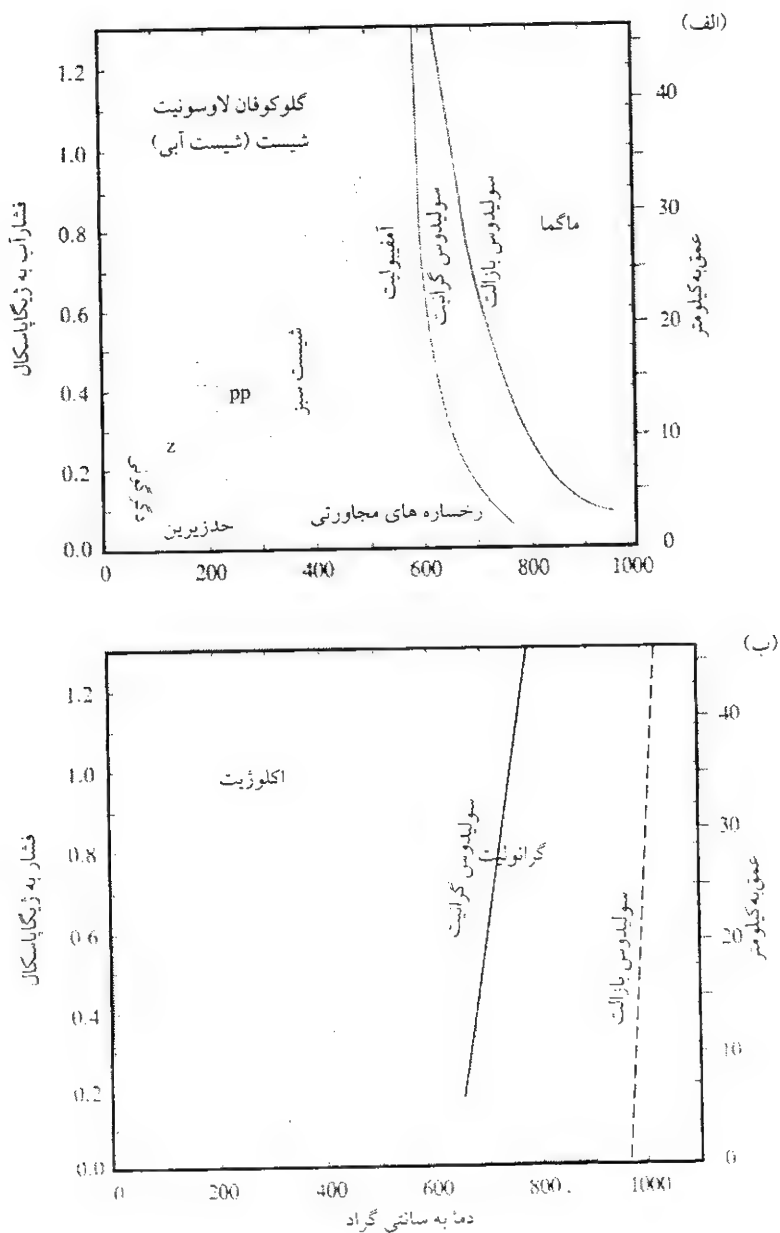 (الف)
1.2
1.0
0.8
0.6
0.4
0.2
0.0
فشارآب به ژیگاپاسکال
گلوکوفان لاوسونیت
شیست (شیست آبی)
آمفیبولیت
سولیدوس گرانیت
سولیدوس بازالت
ماگما
شیست سبز
pp
z
حدزیرین
رخساره های مجاورتی
40
30
20
10
0
عمق به کیلومتر
0 200 400 600 800 1000
(ب)
1.2
1.0
0.8
0.6
0.4
0.2
0.0
فشار به ژیگاپاسکال
اکلوژیت
سولیدوس گرانیت
گرانولیت
سولیدوس بازالت
40
30
20
10
0
عمق به کیلومتر
0 200 400 600 800 1000
دما به سانتی گراد